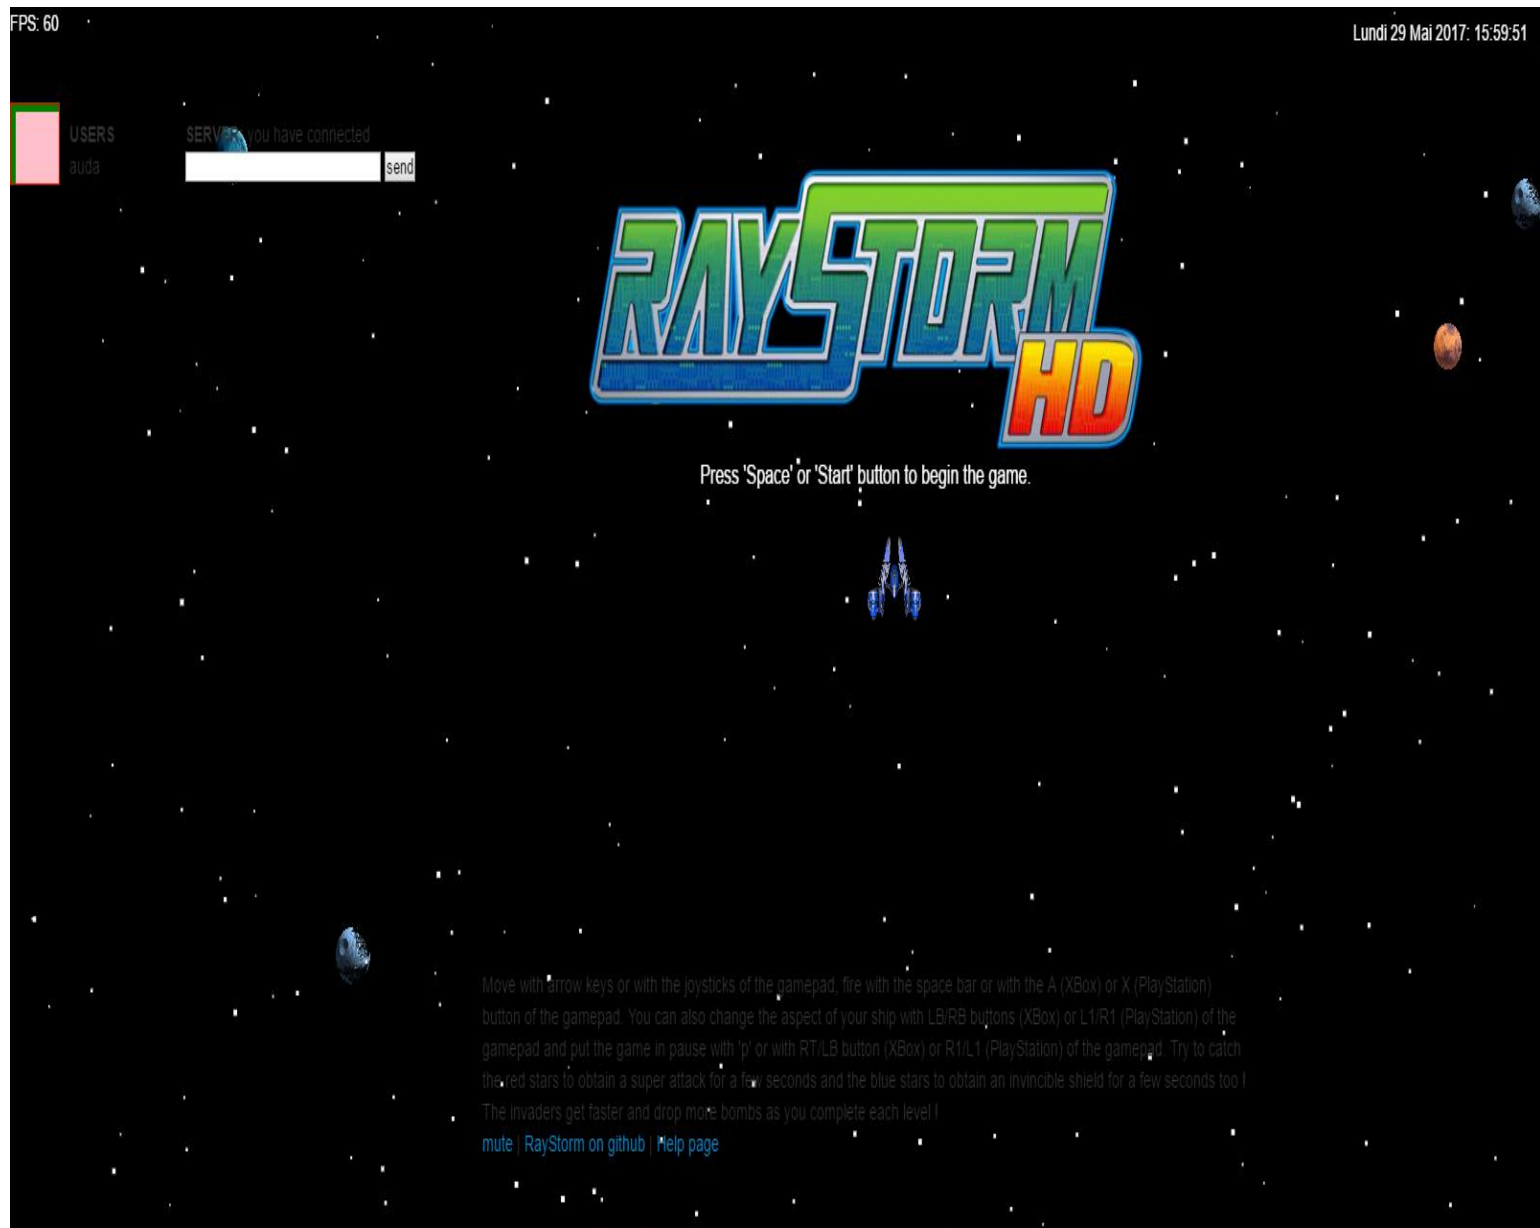 FPS: 60
Lundi 29 Mai 2017: 15:59:51
USERS
auda
SERVER you have connected
send
RAYSTORM
HD
Press 'Space' or 'Start' button to begin the game.
Move with arrow keys or with the joysticks of the gamepad, fire with the space bar or with the A (XBox) or X (PlayStation)
button of the gamepad. You can also change the aspect of your ship with LB/RB buttons (XBox) or L1/R1 (PlayStation) of the
gamepad and put the game in pause with 'p' or with RT/LB button (XBox) or R1/L1 (PlayStation) of the gamepad. Try to catch
the red stars to obtain a super attack for a few seconds and the blue stars to obtain an invincible shield for a few seconds too !
The invaders get faster and drop more bombs as you complete each level !
mute | RayStorm on github | Help page